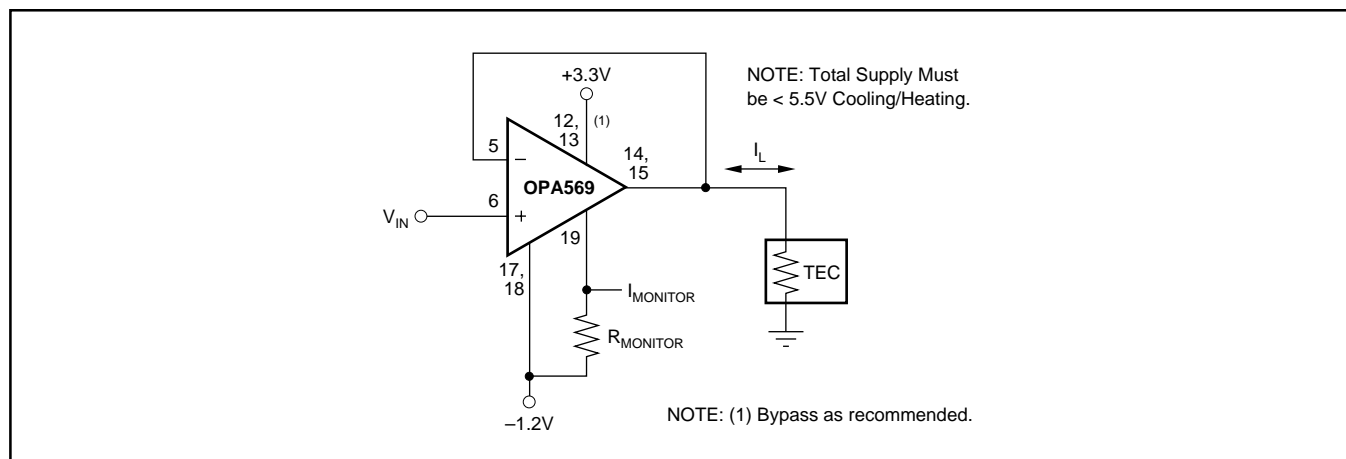 +3.3V
NOTE: Total Supply Must
be < 5.5V Cooling/Heating.
12,
13
(1)
5
−
14,
15
I_L
OPA569
V_IN
6
+
19
TEC
17,
18
I_MONITOR
R_MONITOR
–1.2V
NOTE: (1) Bypass as recommended.